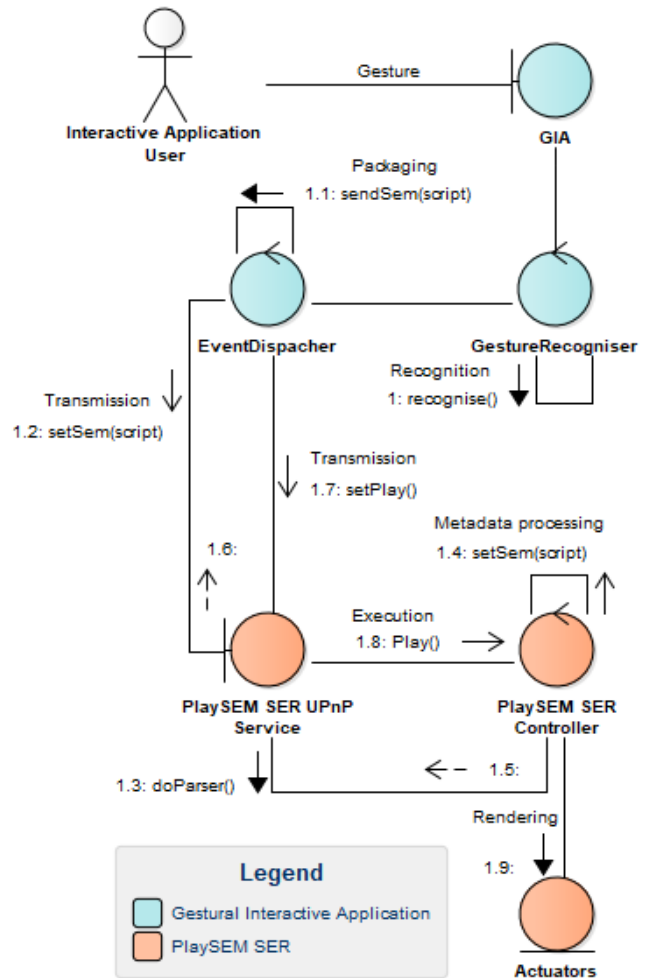 Gesture
Interactive Application
User
GIA
Packaging
1.1: sendSem(script)
EventDispacher
GestureRecogniser
Recognition
1: recognise()
Transmission
1.2: setSem(script)
Transmission
1.7: setPlay()
Metadata processing
1.4: setSem(script)
1.6:
Execution
1.8: Play()
PlaySEM SER UPnP
Service
PlaySEM SER
Controller
1.3: doParser()
1.5:
Rendering
1.9:
Legend
Gestural Interactive Application
PlaySEM SER
Actuators